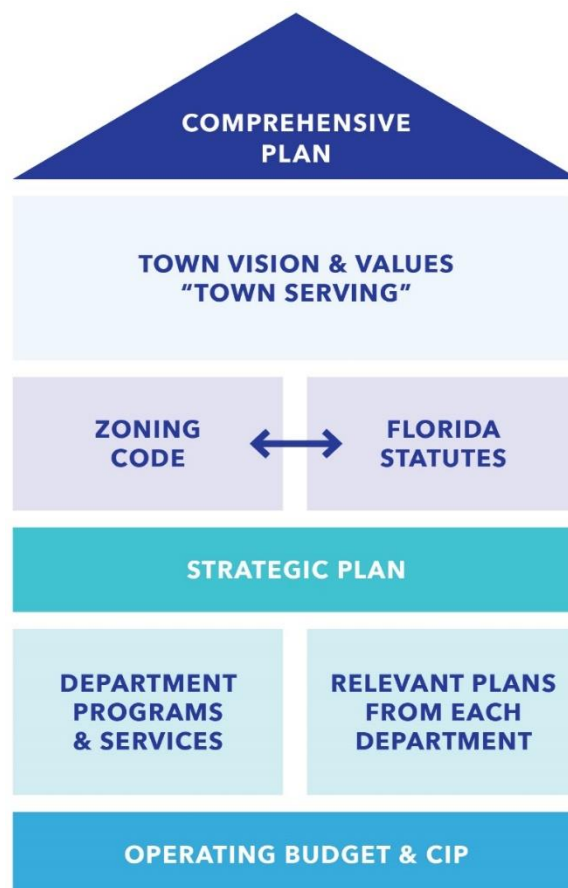 COMPREHENSIVE
PLAN
TOWN VISION & VALUES
“TOWN SERVING”
ZONING
CODE
FLORIDA
STATUTES
STRATEGIC PLAN
DEPARTMENT
PROGRAMS
& SERVICES
RELEVANT PLANS
FROM EACH
DEPARTMENT
OPERATING BUDGET & CIP